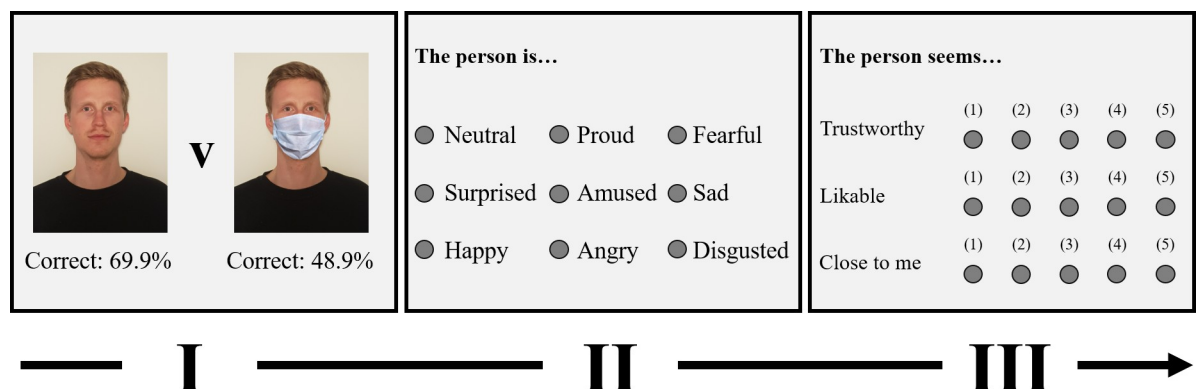 v
Correct: 69.9% Correct: 48.9%
The person is…
Neutral Proud Fearful
Surprised Amused Sad
Happy Angry Disgusted
The person seems…
(1) (2) (3) (4) (5)
Trustworthy
(1) (2) (3) (4) (5)
Likable
(1) (2) (3) (4) (5)
Close to me
I II III